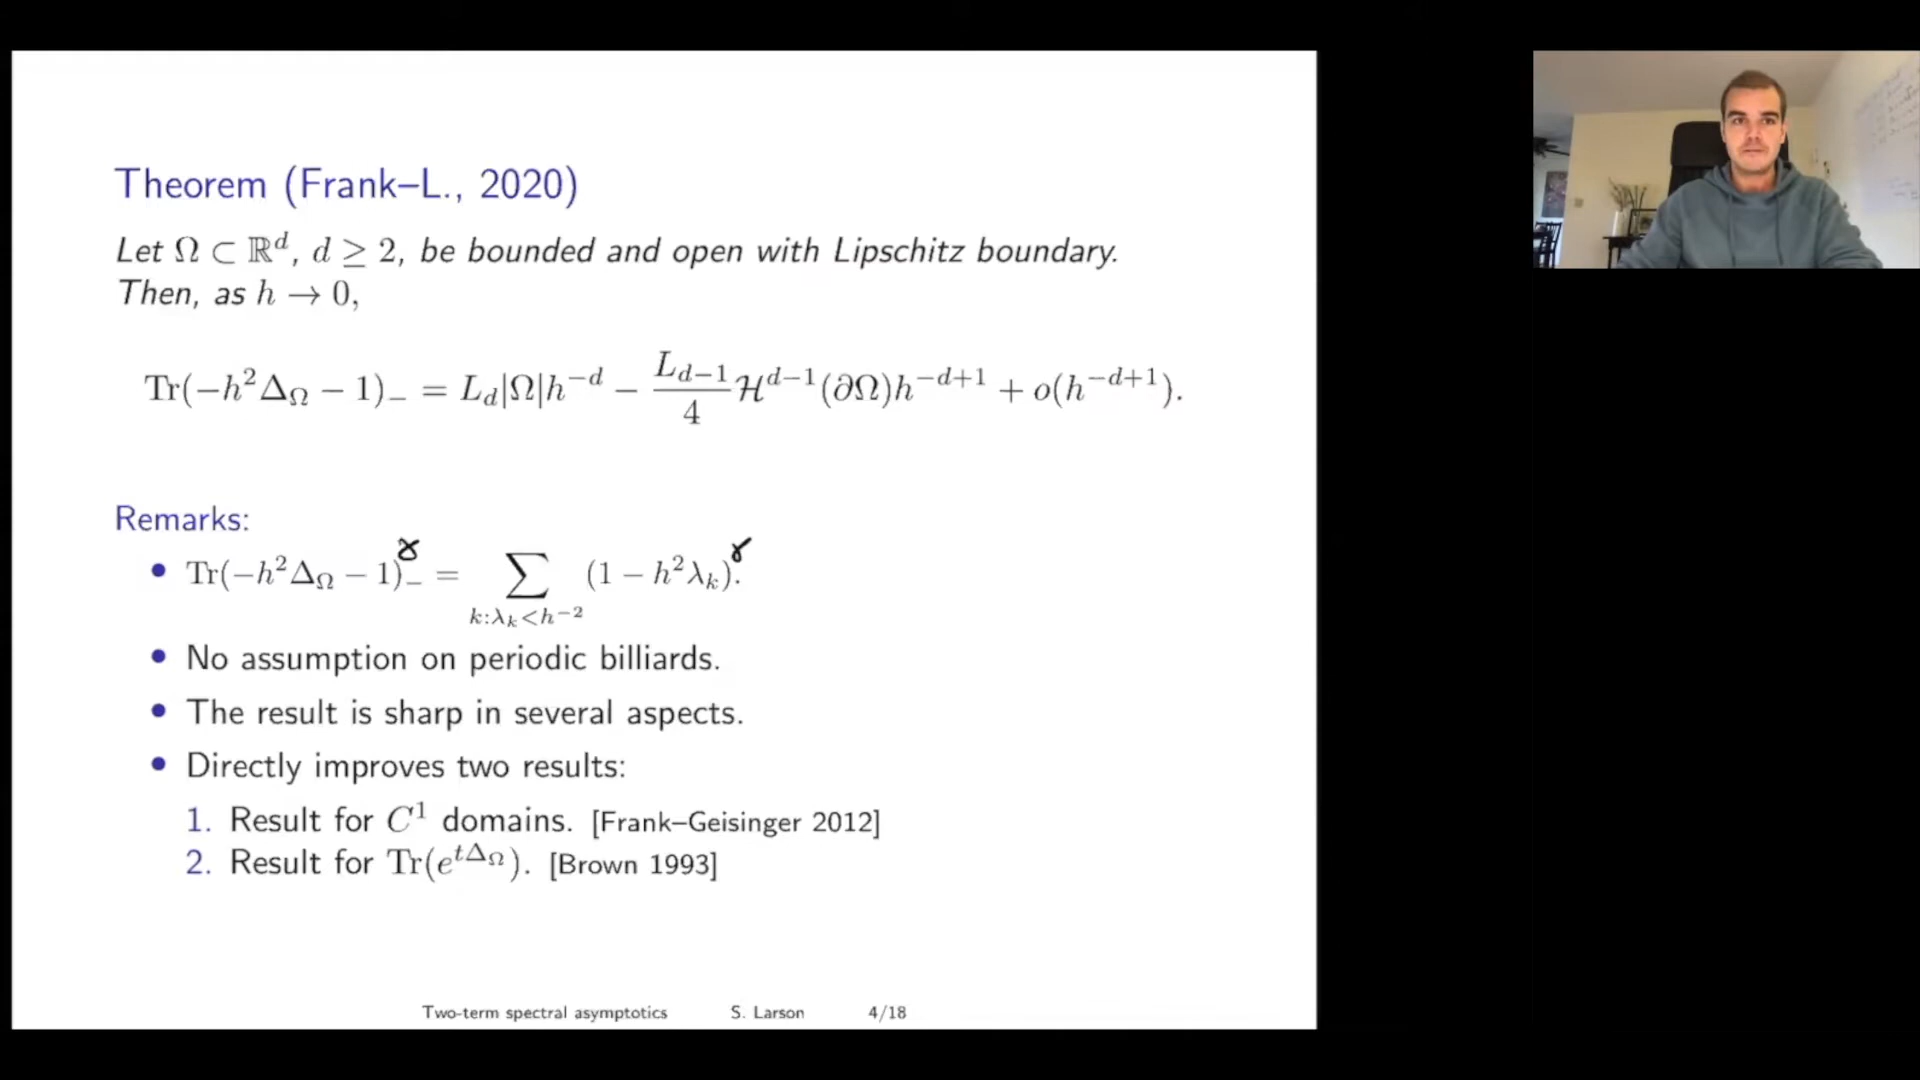 Theorem (Frank–L., 2020)
Let Ω ⊂ ℝ^d, d ≥ 2, be bounded and open with Lipschitz boundary.
Then, as h → 0,
Tr(−h²Δ_Ω − 1)_− = L_d|Ω|h^{−d} − \frac{L_{d−1}}{4} ℋ^{d−1}(∂Ω)h^{−d+1} + o(h^{−d+1}).
Remarks:
• Tr(−h²Δ_Ω − 1)_−^γ = ∑_{k:λ_k<h^{−2}} (1 − h²λ_k)^γ.
• No assumption on periodic billiards.
• The result is sharp in several aspects.
• Directly improves two results:
1. Result for C¹ domains. [Frank–Geisinger 2012]
2. Result for Tr(e^{tΔ_Ω}). [Brown 1993]
Two-term spectral asymptotics S. Larson 4/18